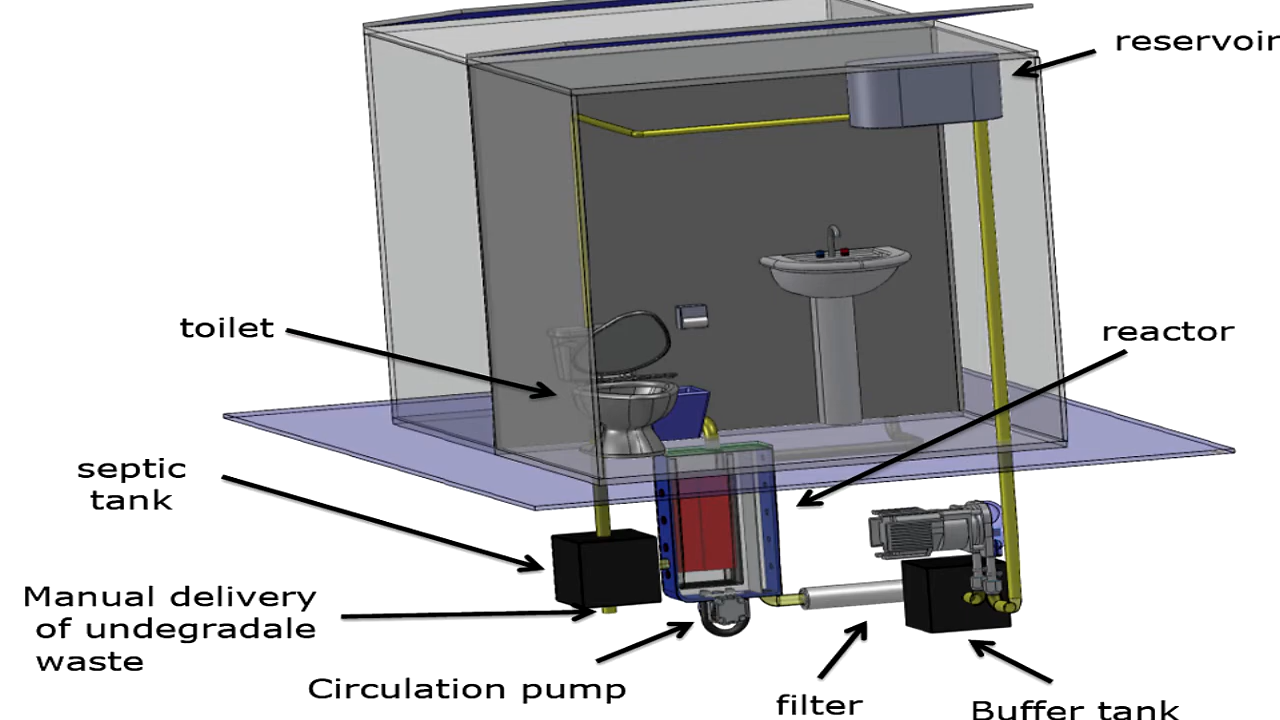 reservoir
toilet
reactor
septic
tank
Manual delivery
of undegradale
waste
Circulation pump
filter
Buffer tank